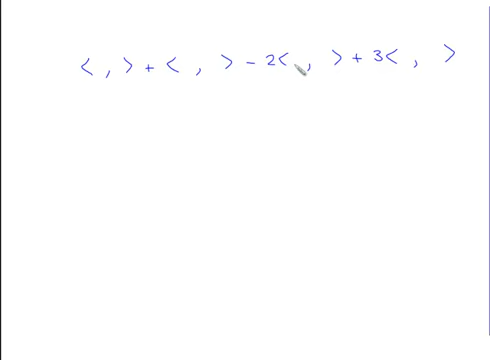 < , > + < , > - 2< , > + 3< , >